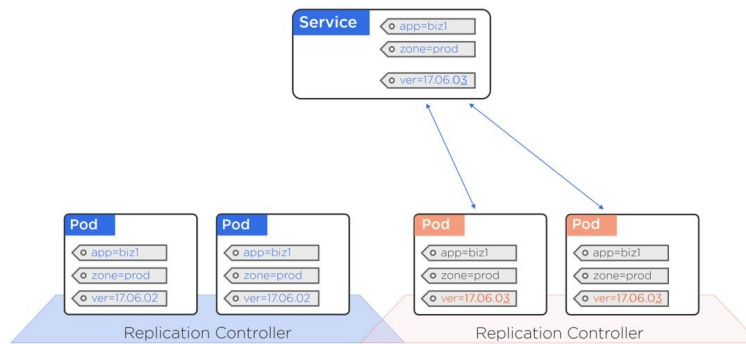 Service
app=biz1
zone=prod
ver=17.06.03
Pod
app=biz1
zone=prod
ver=17.06.02
Pod
app=biz1
zone=prod
ver=17.06.02
Pod
app=biz1
zone=prod
ver=17.06.03
Pod
app=biz1
zone=prod
ver=17.06.03
Replication Controller
Replication Controller